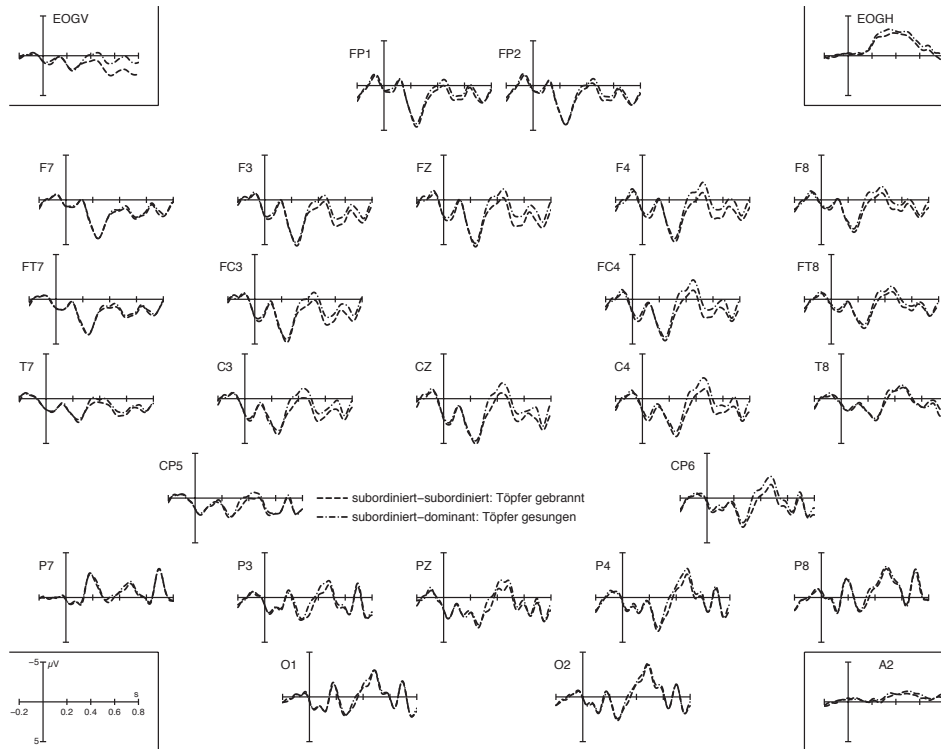 EOGV
EOGH
FP1 FP2
F7 F3 FZ F4 F8
FT7 FC3 FC4 FT8
T7 C3 CZ C4 T8
CP5 CP6
subordiniert–subordiniert: Töpfer gebrannt
subordiniert–dominant: Töpfer gesungen
P7 P3 PZ P4 P8
O1 O2 A2
−5 μV
s
−0.2 0.2 0.4 0.6 0.8
5